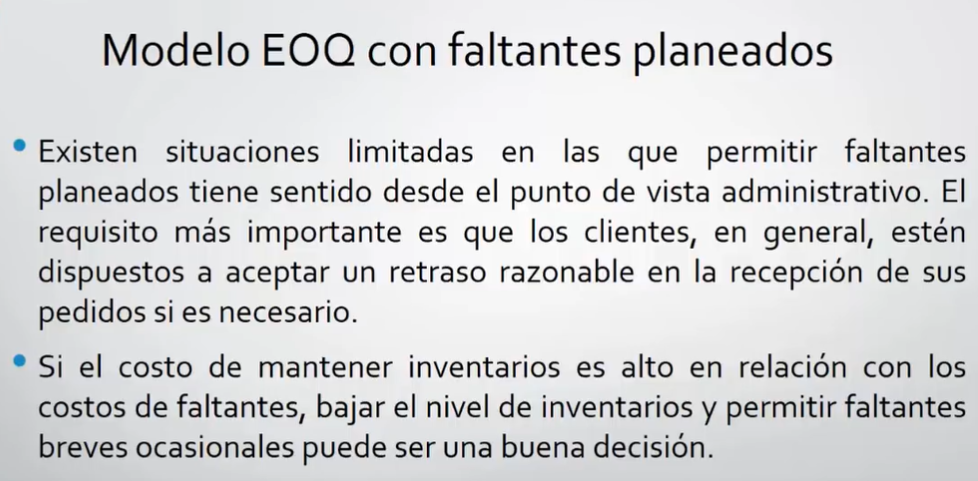 Modelo EOQ con faltantes planeados
• Existen situaciones limitadas en las que permitir faltantes
planeados tiene sentido desde el punto de vista administrativo. El
requisito más importante es que los clientes, en general, estén
dispuestos a aceptar un retraso razonable en la recepción de sus
pedidos si es necesario.
• Si el costo de mantener inventarios es alto en relación con los
costos de faltantes, bajar el nivel de inventarios y permitir faltantes
breves ocasionales puede ser una buena decisión.